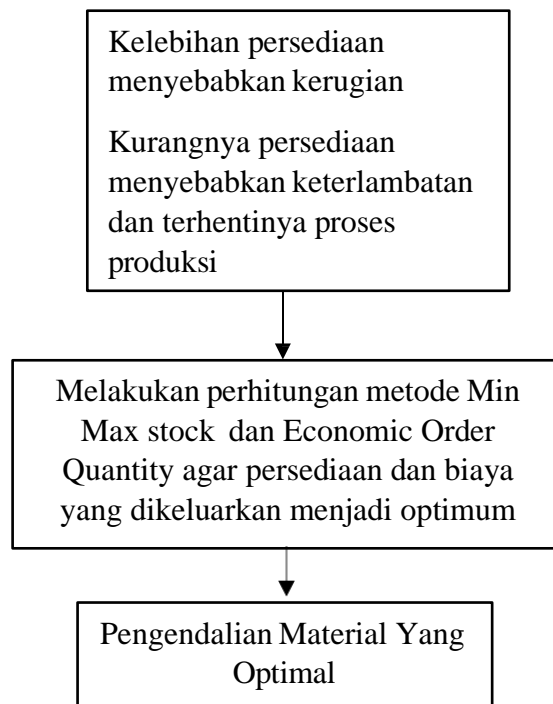 Kelebihan persediaan
menyebabkan kerugian
Kurangnya persediaan
menyebabkan keterlambatan
dan terhentinya proses
produksi
Melakukan perhitungan metode Min
Max stock dan Economic Order
Quantity agar persediaan dan biaya
yang dikeluarkan menjadi optimum
Pengendalian Material Yang
Optimal